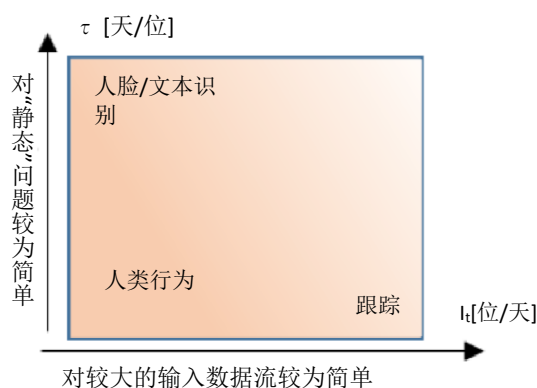 τ [天/位]
人脸/文本识
别
对"静态"问题较为简单
人类行为
跟踪
It[位/天]
对较大的输入数据流较为简单